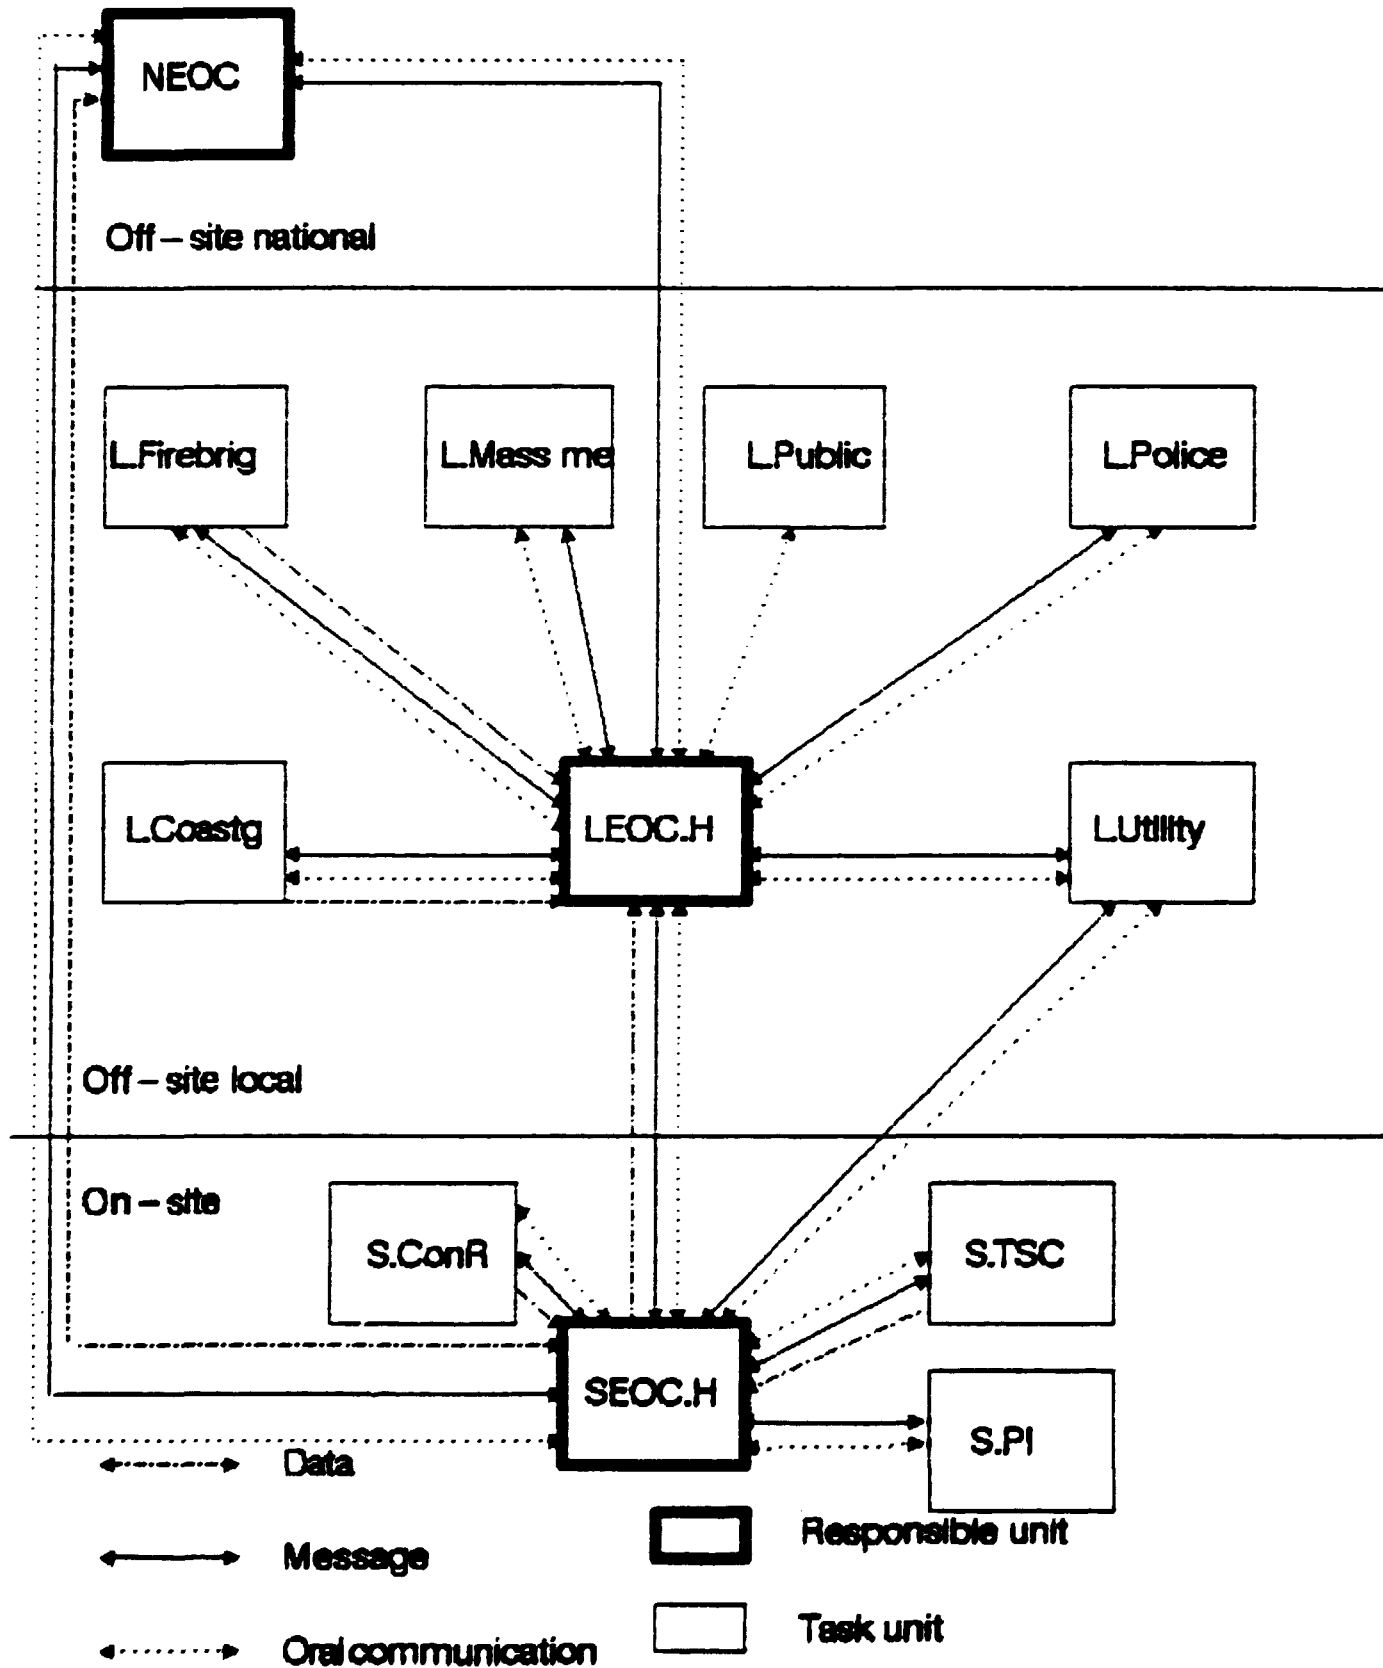 NEOC
Off – site national
L.Firebrig
L.Mass me
L.Public
L.Police
L.Coastg
LEOC.H
L.Utility
Off – site local
On – site
S.ConR
S.TSC
SEOC.H
S.PI
Data
Responsible unit
Message
Task unit
Oral communication